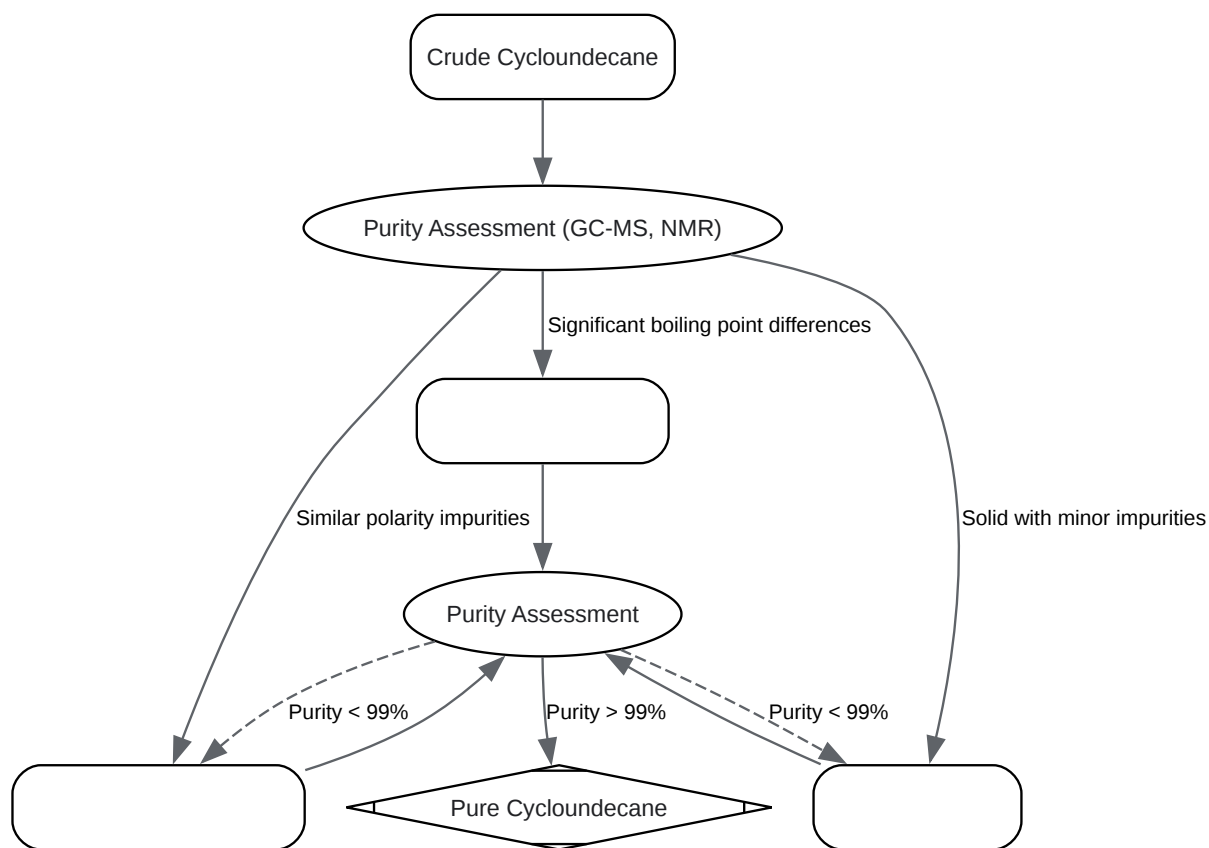 Crude Cycloundecane
Purity Assessment (GC-MS, NMR)
Significant boiling point differences
Similar polarity impurities
Solid with minor impurities
Purity Assessment
Purity < 99%
Purity > 99%
Purity < 99%
Pure Cycloundecane